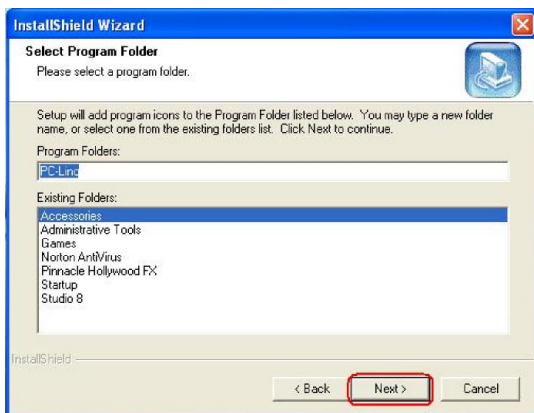 InstallShield Wizard
Select Program Folder
Please select a program folder.
Setup will add program icons to the Program Folder listed below. You may type a new folder
name, or select one from the existing folders list. Click Next to continue.
Program Folders:
PC-Linq
Existing Folders:
Accessories
Administrative Tools
Games
Norton AntiVirus
Pinnacle Hollywood FX
Startup
Studio 8
InstallShield
< Back Next > Cancel